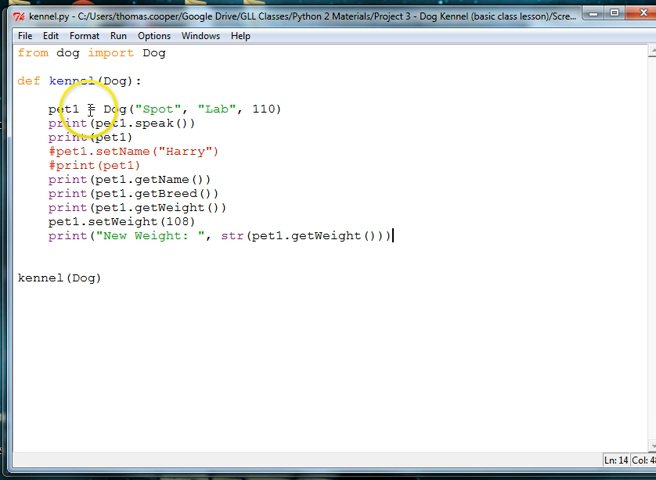 kennel.py - C:/Users/thomas.cooper/Google Drive/GLL Classes/Python 2 Materials/Project 3 - Dog Kennel (basic class lesson)/Scre...
File Edit Format Run Options Windows Help
from dog import Dog
def kennel(Dog):
pet1 = Dog("Spot", "Lab", 110)
print(pet1.speak())
print(pet1)
#pet1.setName("Harry")
#print(pet1)
print(pet1.getName())
print(pet1.getBreed())
print(pet1.getWeight())
pet1.setWeight(108)
print("New Weight: ", str(pet1.getWeight()))
kennel(Dog)
Ln: 14 Col: